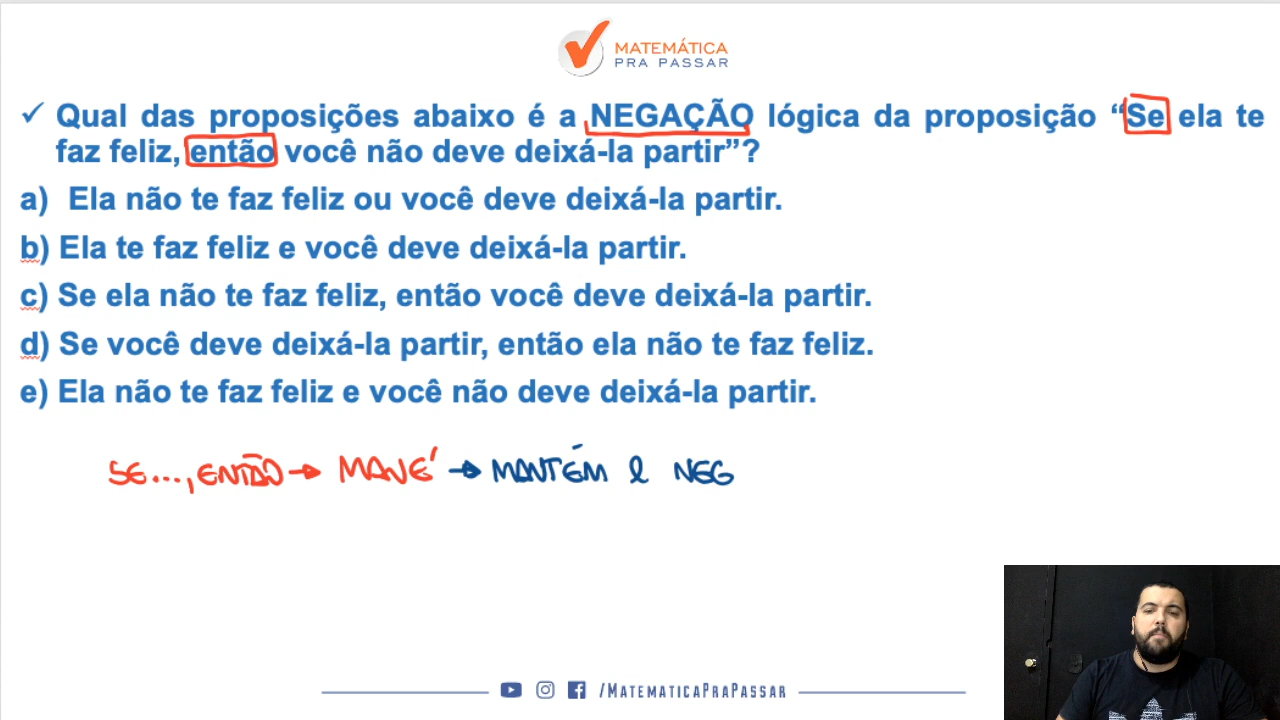 MATEMÁTICA
PRA PASSAR
✓ Qual das proposições abaixo é a NEGAÇÃO lógica da proposição “Se ela te
faz feliz, então você não deve deixá-la partir”?
a) Ela não te faz feliz ou você deve deixá-la partir.
b) Ela te faz feliz e você deve deixá-la partir.
c) Se ela não te faz feliz, então você deve deixá-la partir.
d) Se você deve deixá-la partir, então ela não te faz feliz.
e) Ela não te faz feliz e você não deve deixá-la partir.
SE..., ENTÃO → MANÉ → MANTÉM e NEG
/MATEMATICAPRAPASSAR